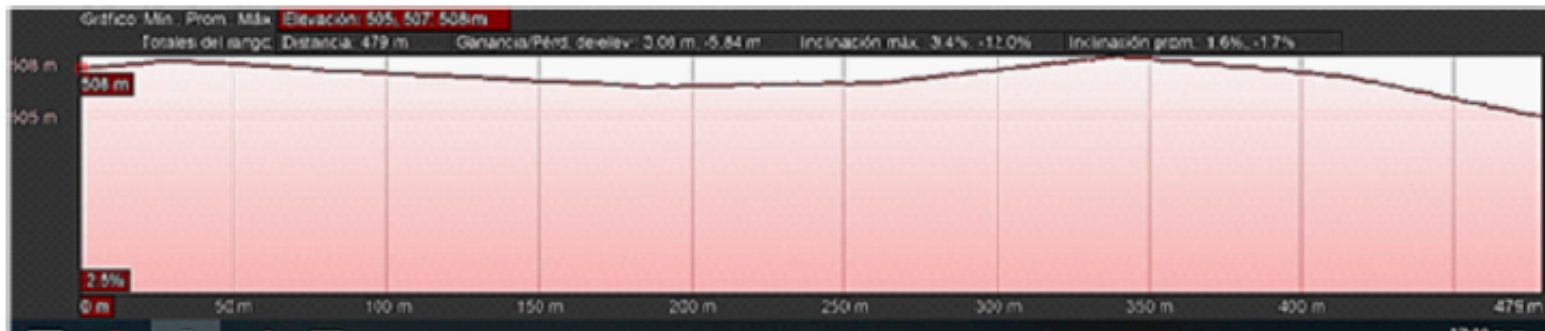 Gráfico: Mín., Prom., Máx. Elevación: 505, 507, 508 m
Totales del rango: Distancia: 479 m Ganancia/Pérd. de elev.: 3.08 m, -5.84 m Inclinación máx.: 3.4%, -12.0% Inclinación prom.: 1.6%, -1.7%
508 m
508 m
505 m
2.5%
0 m 50 m 100 m 150 m 200 m 250 m 300 m 350 m 400 m 479 m